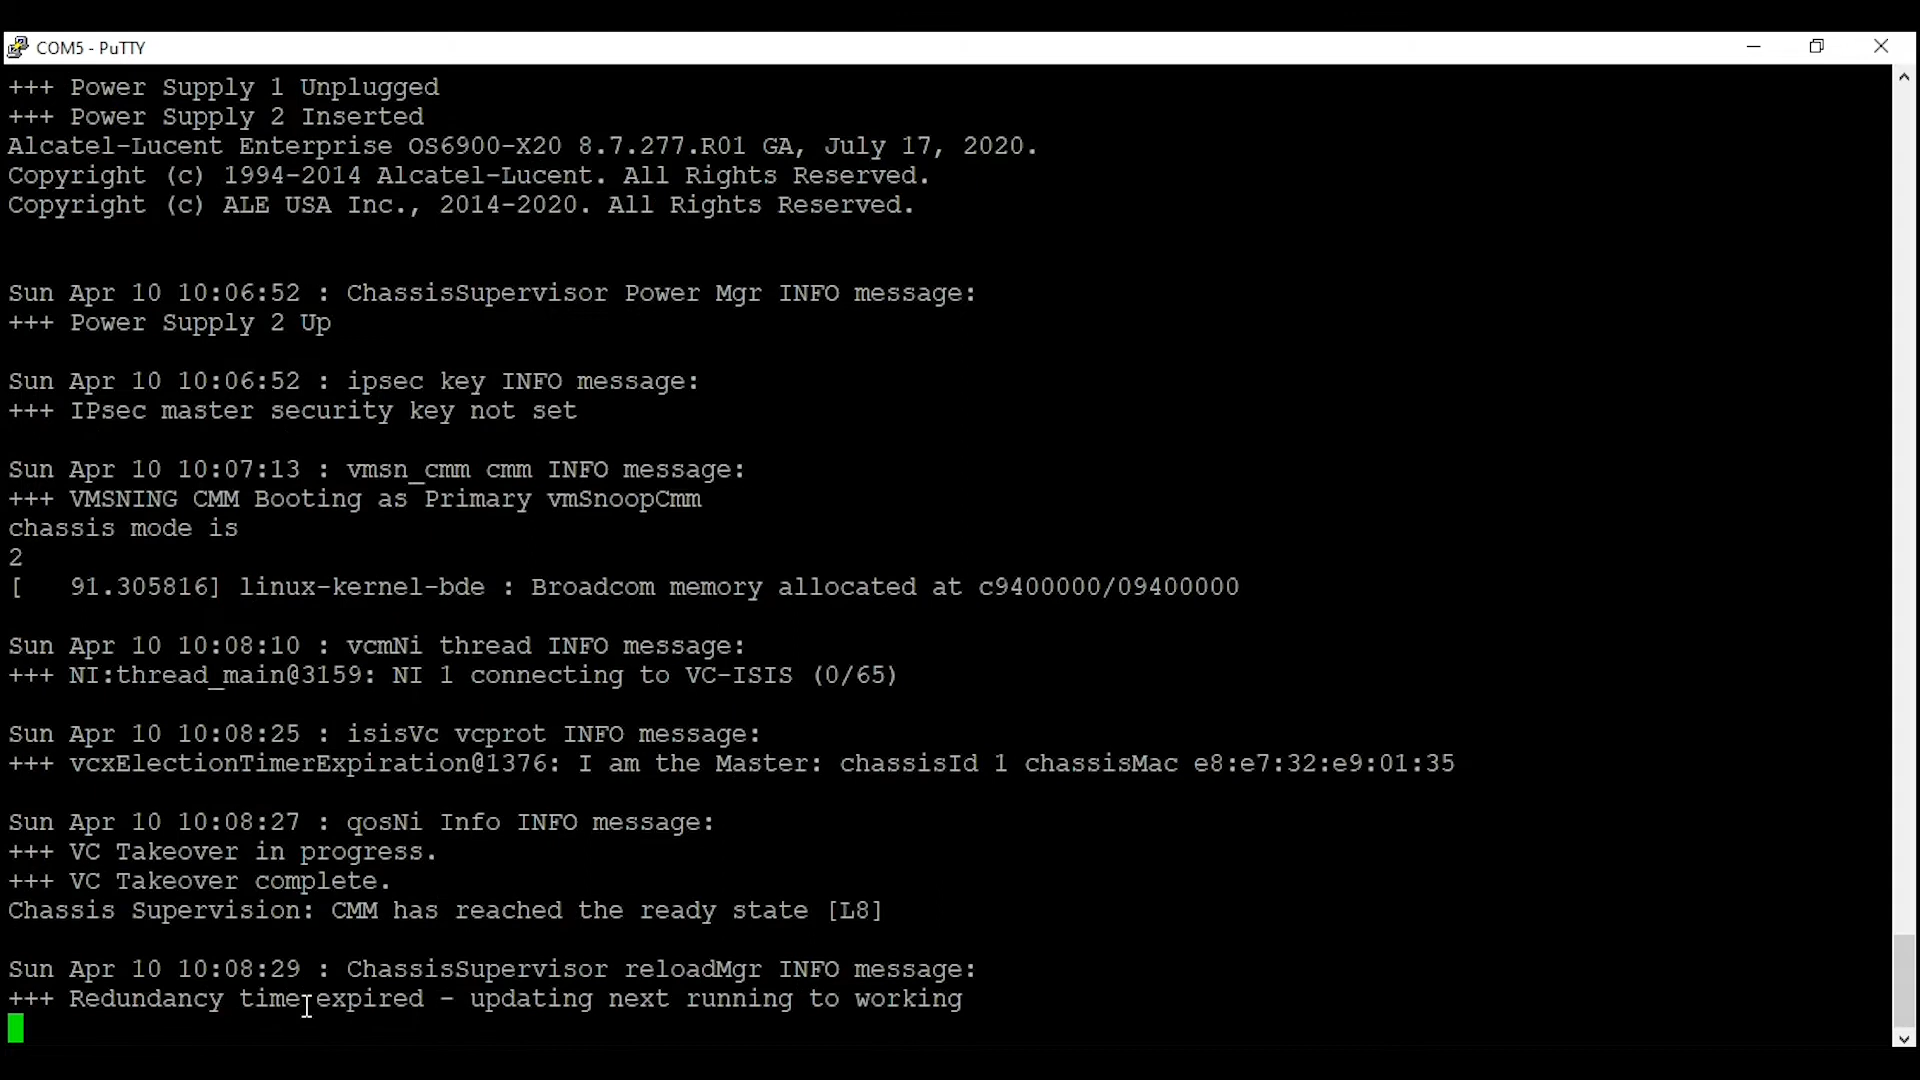 COM5 - PuTTY
+++ Power Supply 1 Unplugged
+++ Power Supply 2 Inserted
Alcatel-Lucent Enterprise OS6900-X20 8.7.277.R01 GA, July 17, 2020.
Copyright (c) 1994-2014 Alcatel-Lucent. All Rights Reserved.
Copyright (c) ALE USA Inc., 2014-2020. All Rights Reserved.
Sun Apr 10 10:06:52 : ChassisSupervisor Power Mgr INFO message:
+++ Power Supply 2 Up
Sun Apr 10 10:06:52 : ipsec key INFO message:
+++ IPsec master security key not set
Sun Apr 10 10:07:13 : vmsn_cmm cmm INFO message:
+++ VMSNING CMM Booting as Primary vmSnoopCmm
chassis mode is
2
[   91.305816] linux-kernel-bde : Broadcom memory allocated at c9400000/09400000
Sun Apr 10 10:08:10 : vcmNi thread INFO message:
+++ NI:thread_main@3159: NI 1 connecting to VC-ISIS (0/65)
Sun Apr 10 10:08:25 : isisVc vcprot INFO message:
+++ vcxElectionTimerExpiration@1376: I am the Master: chassisId 1 chassisMac e8:e7:32:e9:01:35
Sun Apr 10 10:08:27 : qosNi Info INFO message:
+++ VC Takeover in progress.
+++ VC Takeover complete.
Chassis Supervision: CMM has reached the ready state [L8]
Sun Apr 10 10:08:29 : ChassisSupervisor reloadMgr INFO message:
+++ Redundancy time expired - updating next running to working